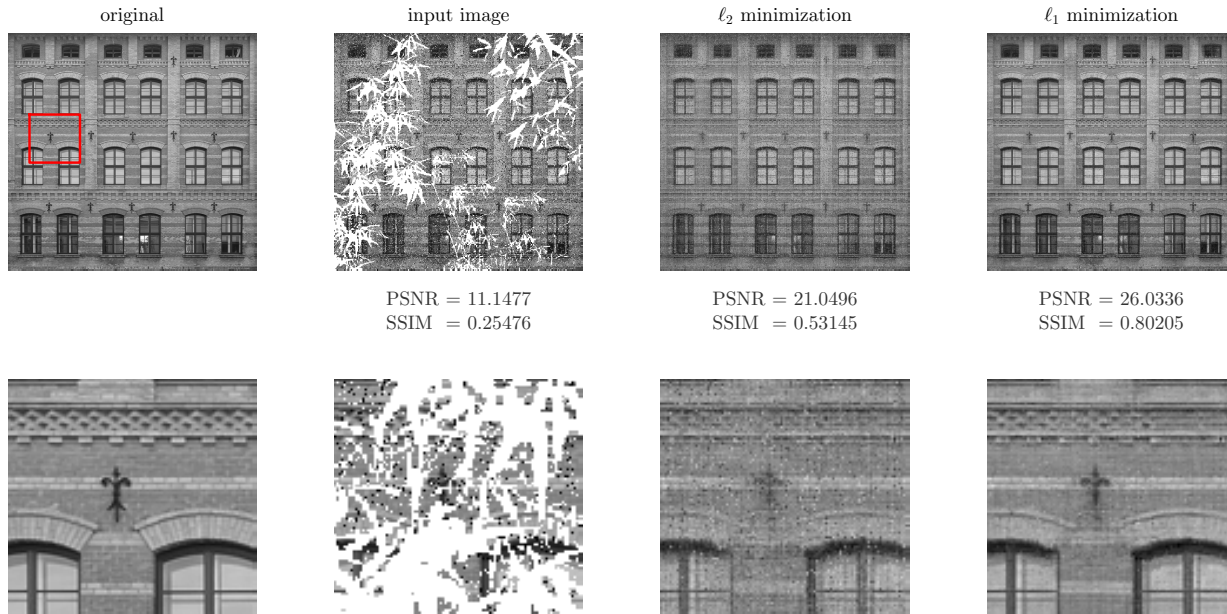 original
input image
ℓ₂ minimization
ℓ₁ minimization
PSNR = 11.1477
SSIM = 0.25476
PSNR = 21.0496
SSIM = 0.53145
PSNR = 26.0336
SSIM = 0.80205